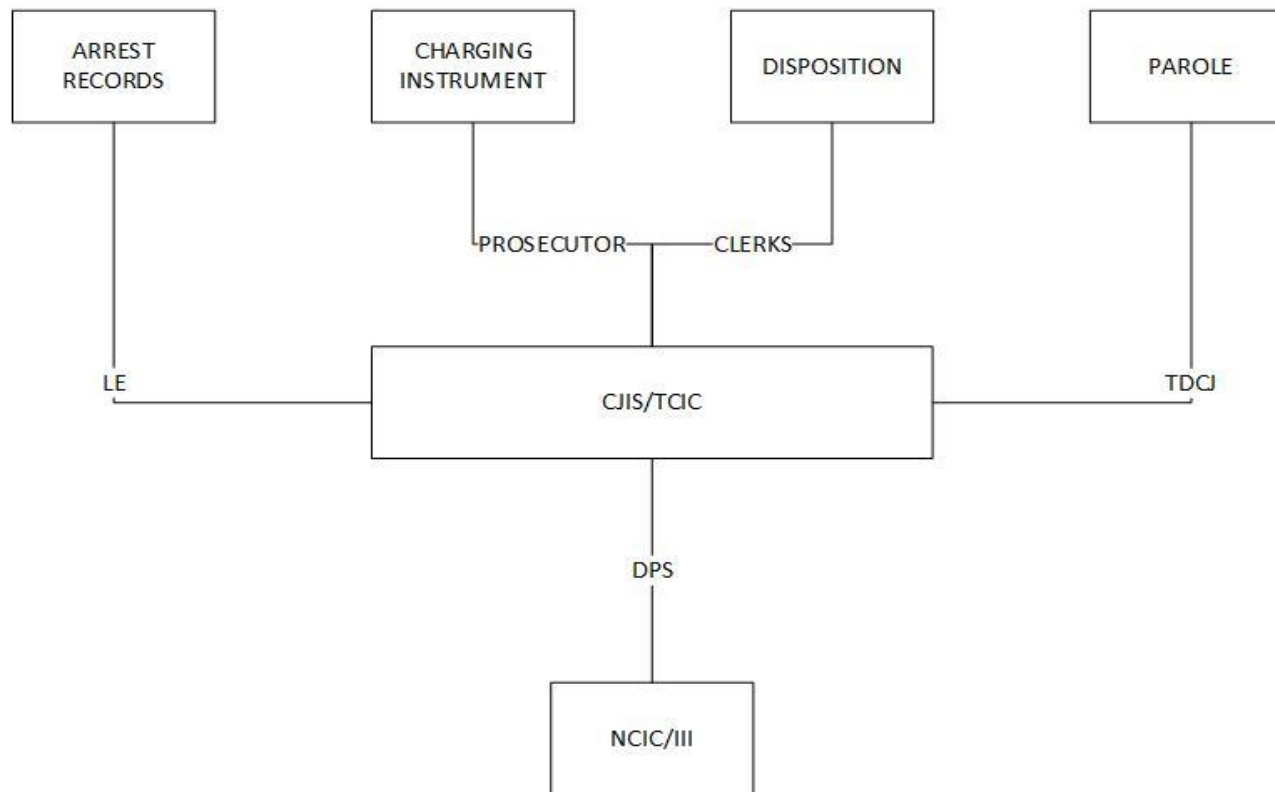 ARREST
RECORDS
CHARGING
INSTRUMENT
DISPOSITION
PAROLE
PROSECUTOR
CLERKS
LE
CJIS/TCIC
TDCJ
DPS
NCIC/III